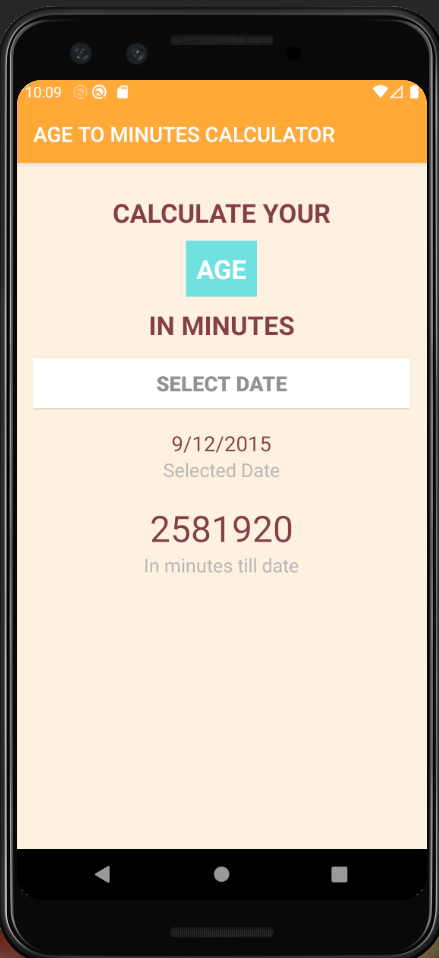 10:09
AGE TO MINUTES CALCULATOR
CALCULATE YOUR
AGE
IN MINUTES
SELECT DATE
9/12/2015
Selected Date
2581920
In minutes till date